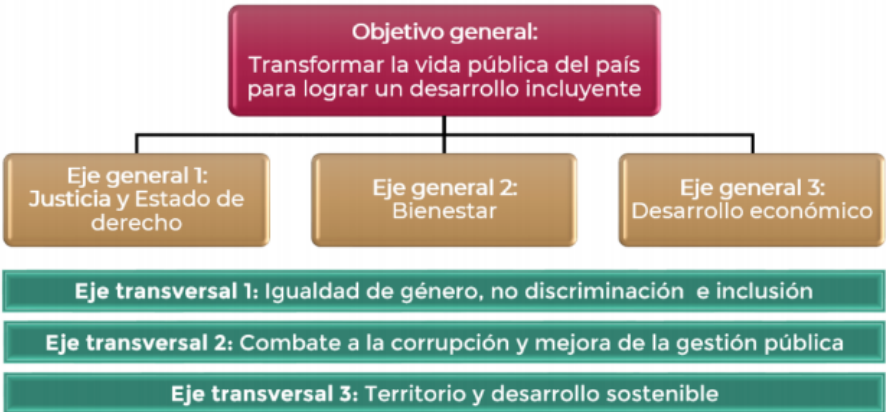 Objetivo general:
Transformar la vida pública del país
para lograr un desarrollo incluyente
Eje general 1:
Justicia y Estado de
derecho
Eje general 2:
Bienestar
Eje general 3:
Desarrollo económico
Eje transversal 1: Igualdad de género, no discriminación e inclusión
Eje transversal 2: Combate a la corrupción y mejora de la gestión pública
Eje transversal 3: Territorio y desarrollo sostenible